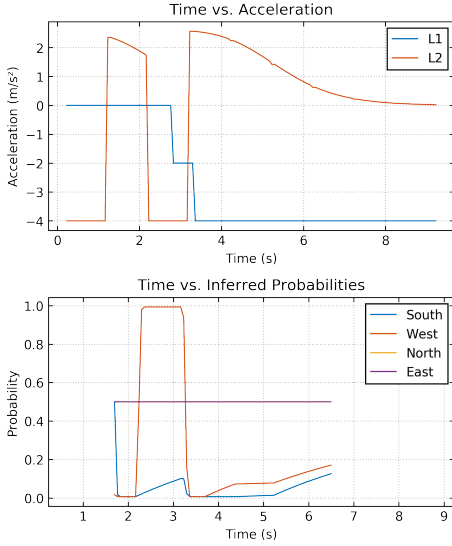 Time vs. Acceleration
L1
L2
2
1
0
−1
−2
−3
−4
Acceleration (m/s²)
0 2 4 6 8
Time (s)
Time vs. Inferred Probabilities
South
West
North
East
1.0
0.8
0.6
0.4
0.2
0.0
Probability
1 2 3 4 5 6 7 8 9
Time (s)